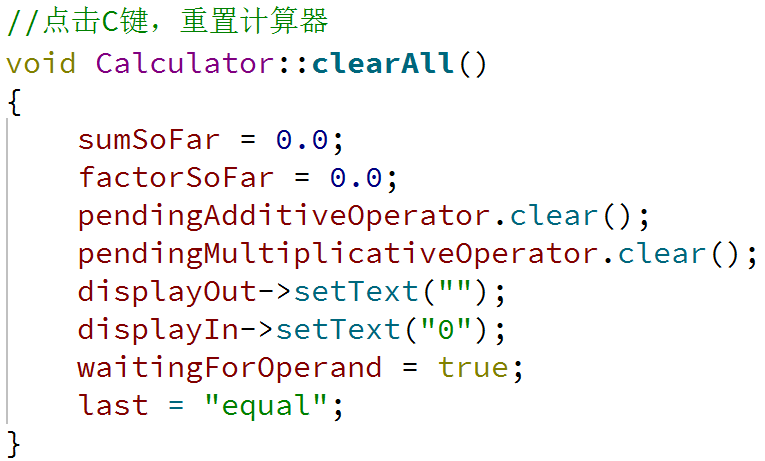 //点击C键，重置计算器
void Calculator::clearAll()
{
    sumSoFar = 0.0;
    factorSoFar = 0.0;
    pendingAdditiveOperator.clear();
    pendingMultiplicativeOperator.clear();
    displayOut->setText("");
    displayIn->setText("0");
    waitingForOperand = true;
    last = "equal";
}